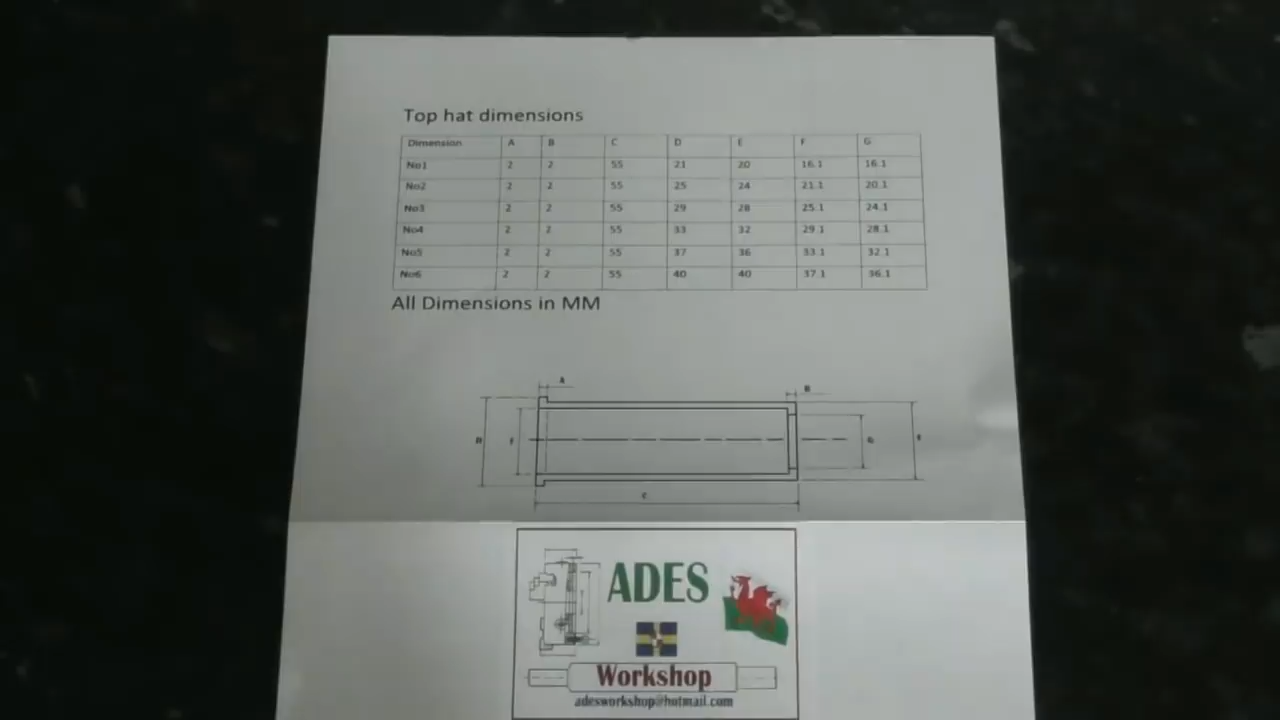 Top hat dimensions
Dimension A B C D E F G
No1 2 2 55 21 20 16.1 16.1
No2 2 2 55 25 24 21.1 20.1
No3 2 2 55 29 28 25.1 24.1
No4 2 2 55 33 32 29.1 28.1
No5 2 2 55 37 36 33.1 32.1
No6 2 2 55 40 40 37.1 36.1
All Dimensions in MM
A B
D F G E
C
ADES
Workshop
adesworkshop@hotmail.com